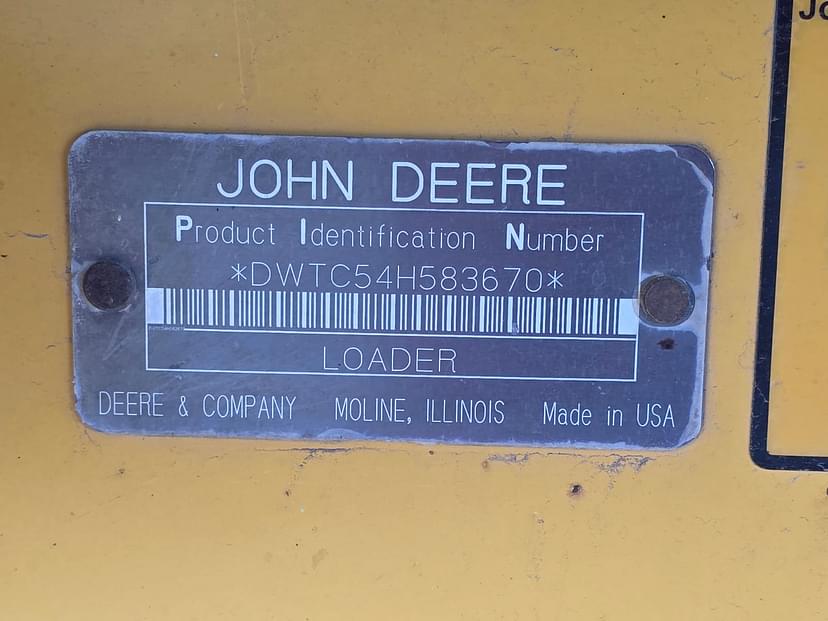 JOHN DEERE
Product Identification Number
*DWTC54H583670*
LOADER
DEERE & COMPANY MOLINE, ILLINOIS Made in USA